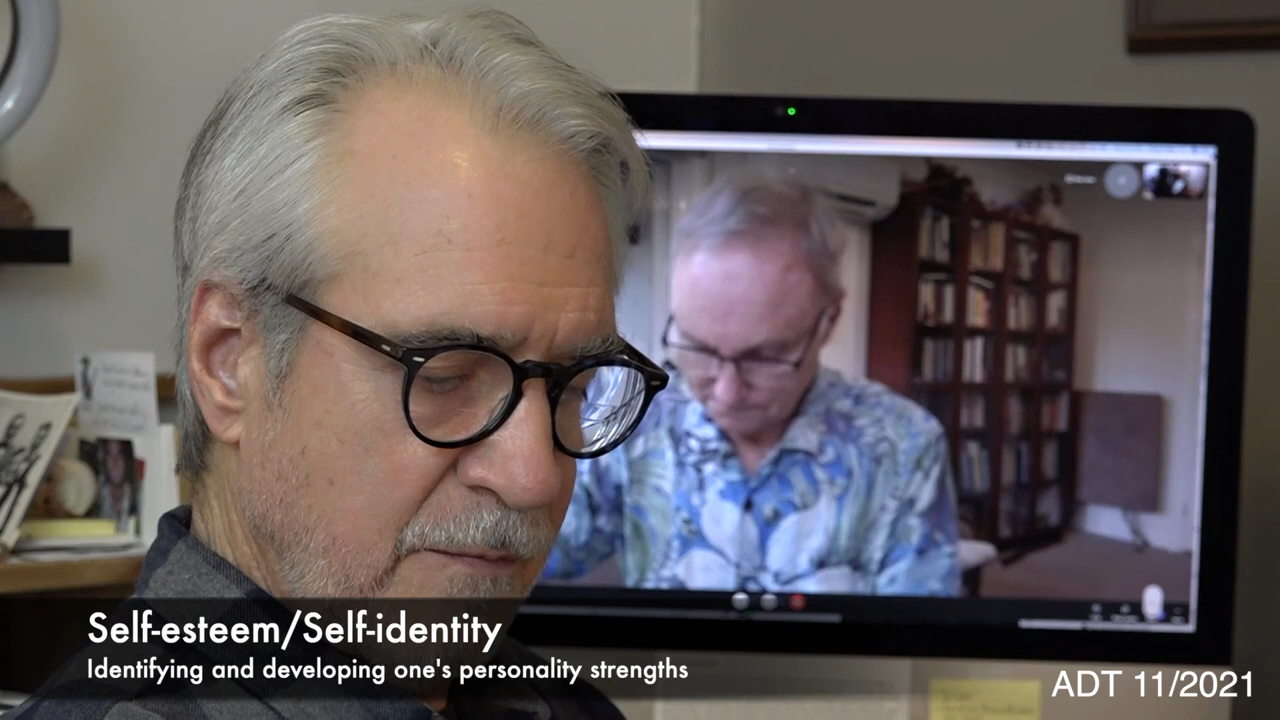 Self-esteem/Self-identity
Identifying and developing one's personality strengths
ADT 11/2021